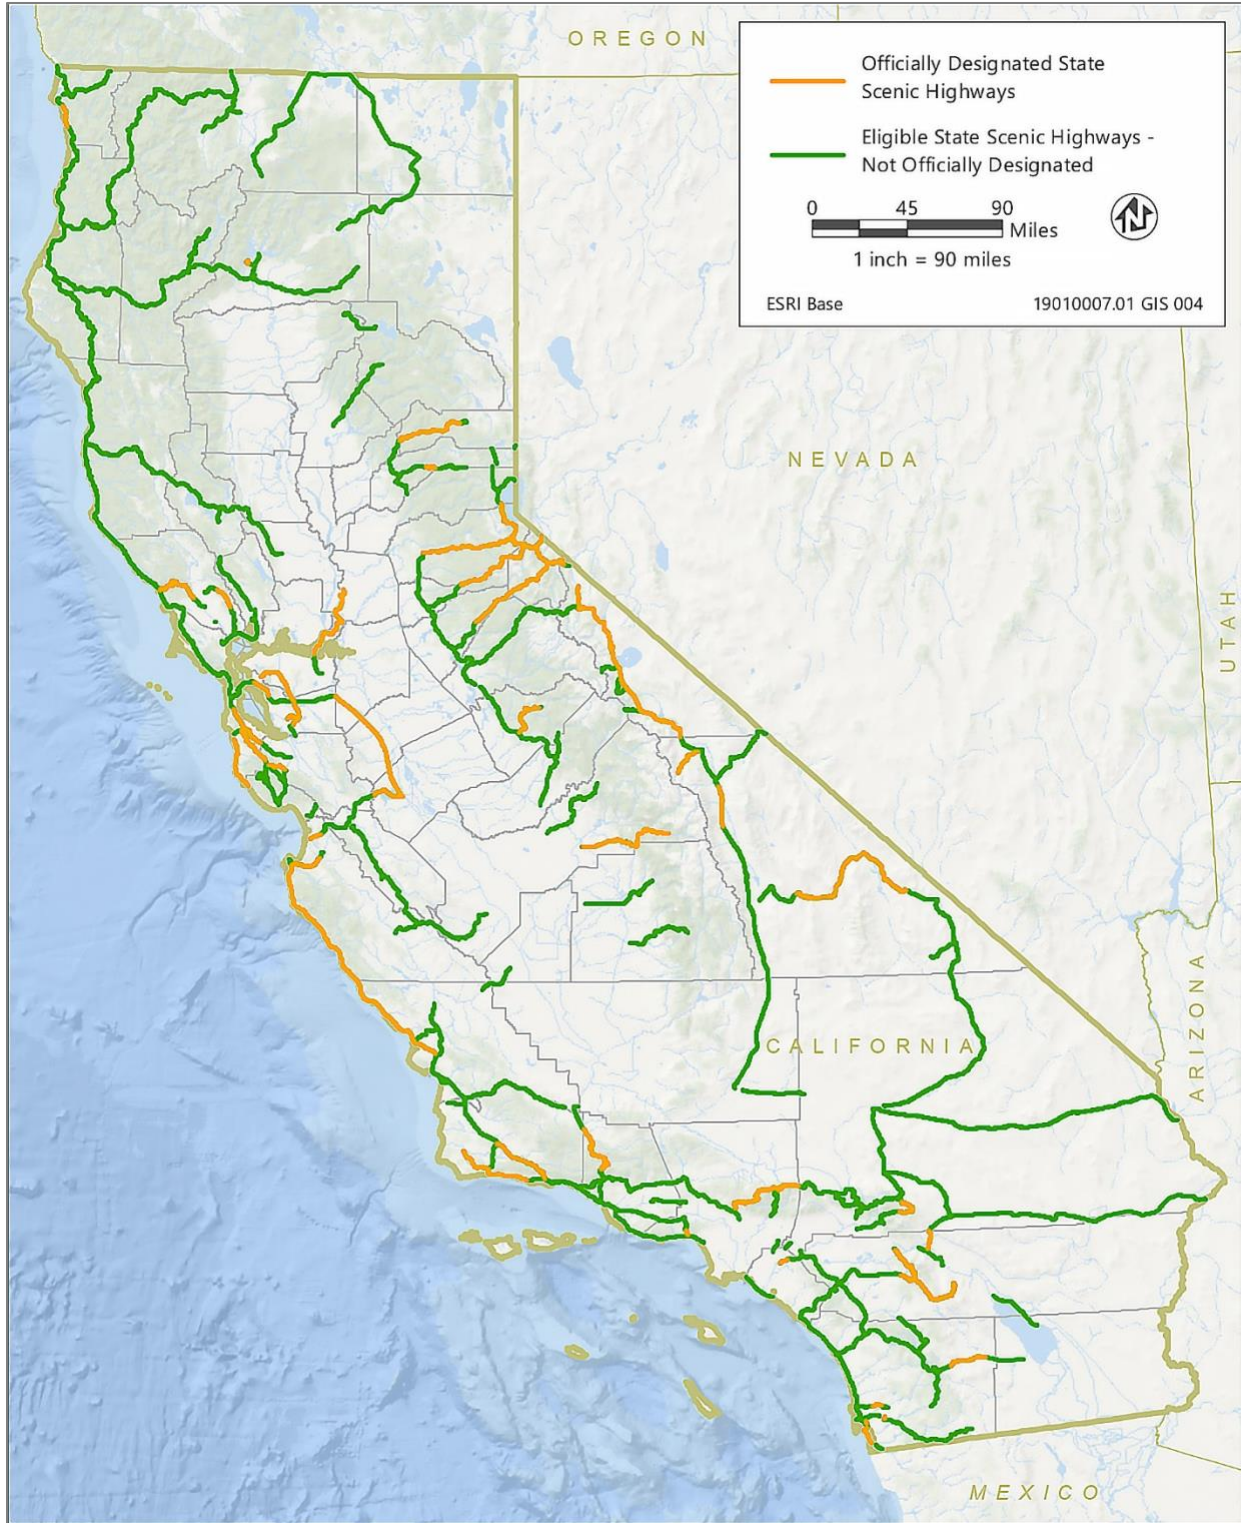 OREGON
Officially Designated State
Scenic Highways
Eligible State Scenic Highways -
Not Officially Designated
0 45 90
Miles
N
1 inch = 90 miles
ESRI Base 19010007.01 GIS 004
NEVADA
UTAH
ARIZONA
CALIFORNIA
MEXICO